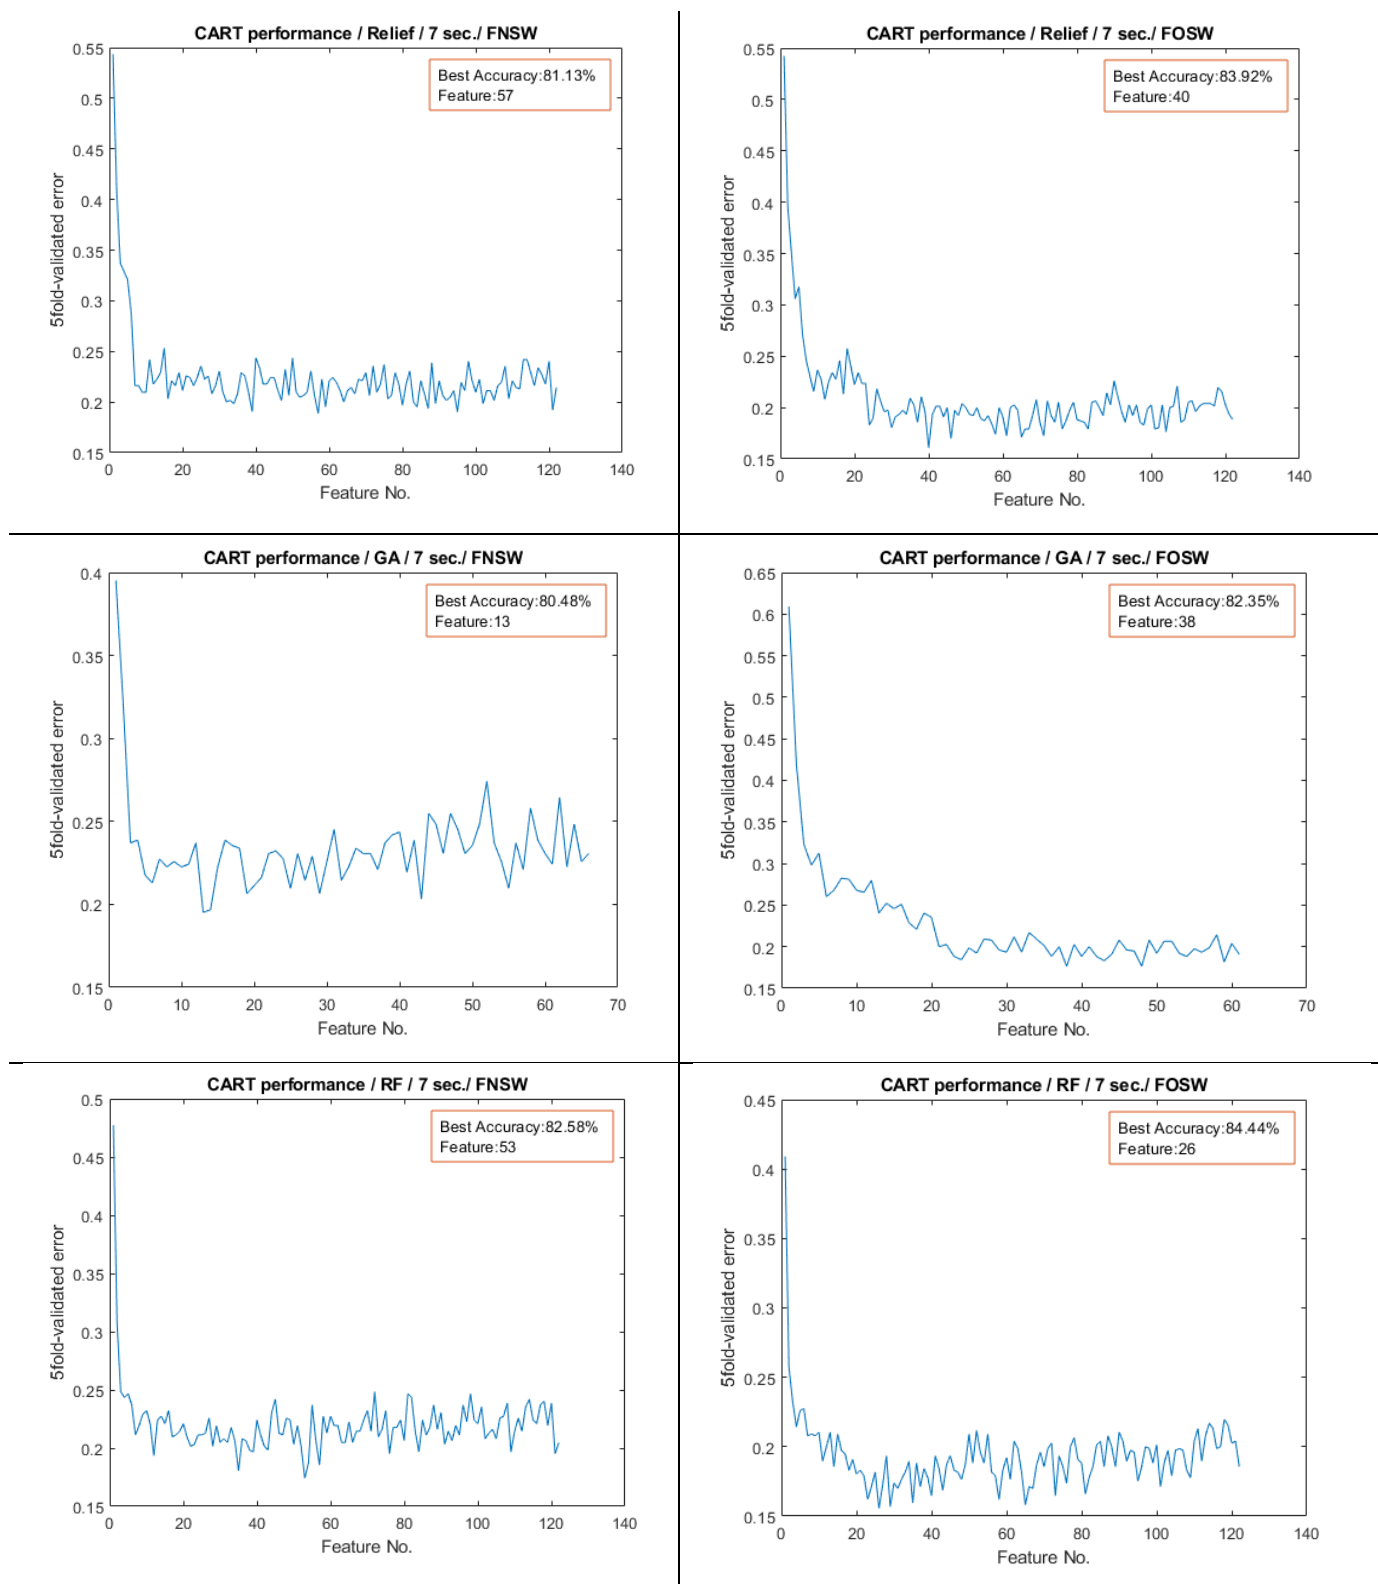 CART performance / Relief / 7 sec./ FNSW
Best Accuracy:81.13%
Feature:57
0.55
0.5
0.45
0.4
0.35
0.3
0.25
0.2
0.15
5fold-validated error
0 20 40 60 80 100 120 140
Feature No.
CART performance / Relief / 7 sec./ FOSW
Best Accuracy:83.92%
Feature:40
0.55
0.5
0.45
0.4
0.35
0.3
0.25
0.2
0.15
5fold-validated error
0 20 40 60 80 100 120 140
Feature No.
CART performance / GA / 7 sec./ FNSW
Best Accuracy:80.48%
Feature:13
0.4
0.35
0.3
0.25
0.2
0.15
5fold-validated error
0 10 20 30 40 50 60 70
Feature No.
CART performance / GA / 7 sec./ FOSW
Best Accuracy:82.35%
Feature:38
0.65
0.6
0.55
0.5
0.45
0.4
0.35
0.3
0.25
0.2
0.15
5fold-validated error
0 10 20 30 40 50 60 70
Feature No.
CART performance / RF / 7 sec./ FNSW
Best Accuracy:82.58%
Feature:53
0.5
0.45
0.4
0.35
0.3
0.25
0.2
0.15
5fold-validated error
0 20 40 60 80 100 120 140
Feature No.
CART performance / RF / 7 sec./ FOSW
Best Accuracy:84.44%
Feature:26
0.45
0.4
0.35
0.3
0.25
0.2
0.15
5fold-validated error
0 20 40 60 80 100 120 140
Feature No.